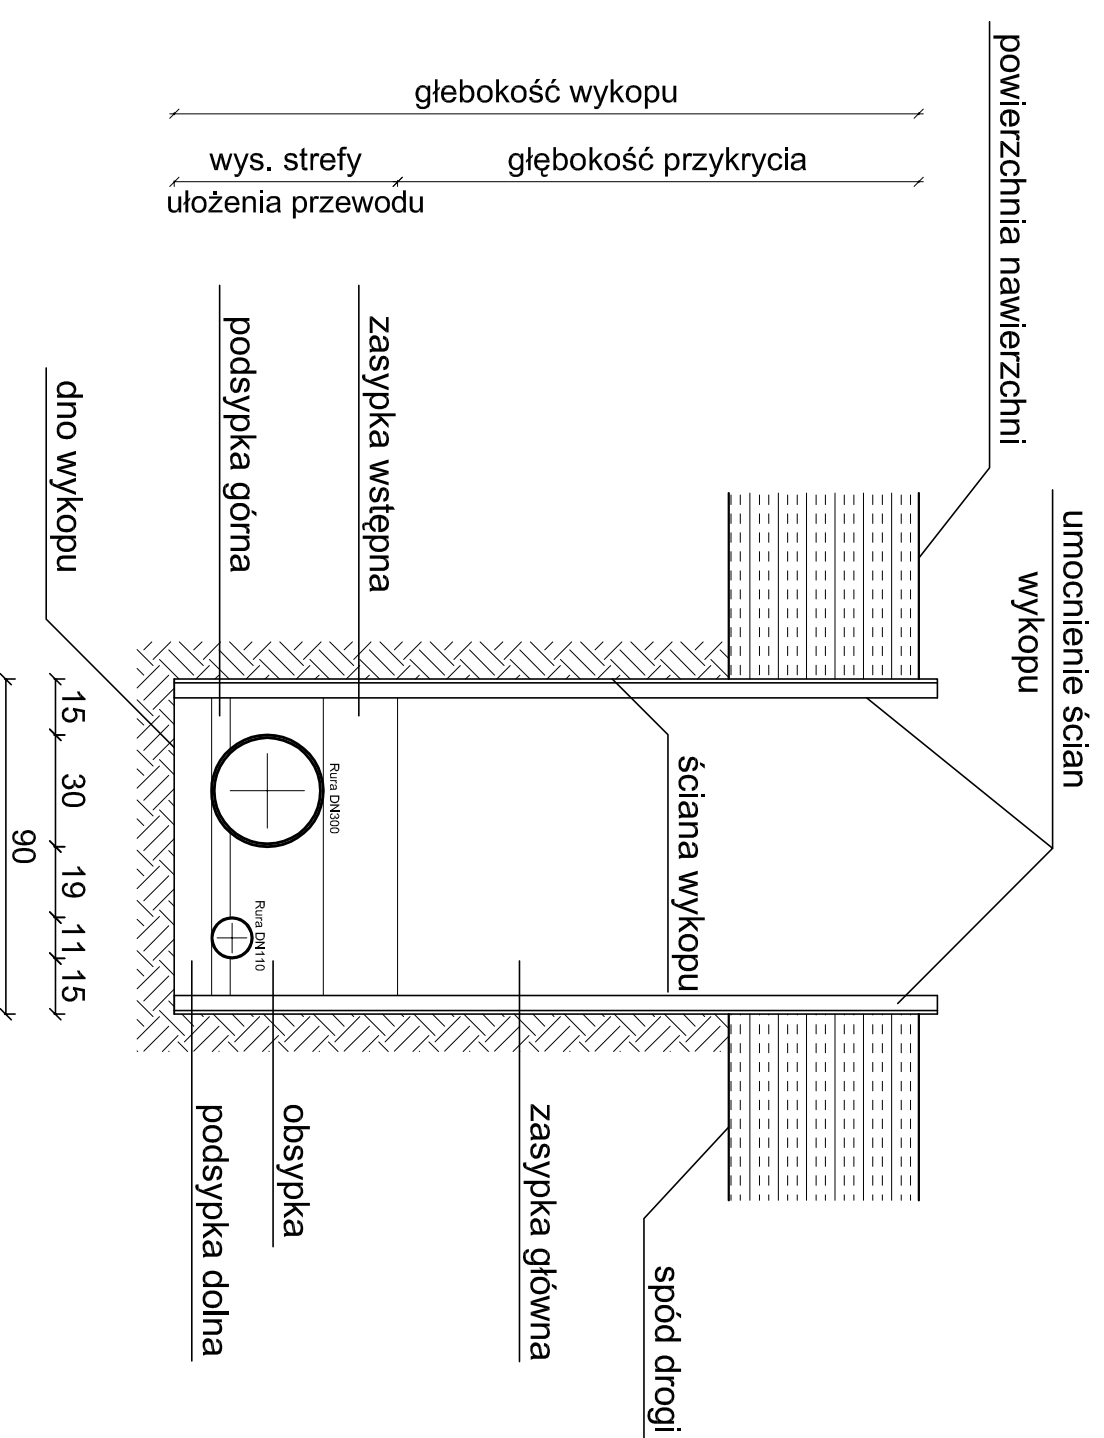 głebokość wykopu
wys. strefy
głębokość przykrycia
ułożenia przewodu
powierzchnia nawierzchni
umocnienie ścian
wykopu
ściana wykopu
zasypka wstępna
podsypka górna
dno wykopu
Rura DN300
Rura DN110
zasypka główna
obsypka
podsypka dolna
spód drogi
15
30
19
11
15
90